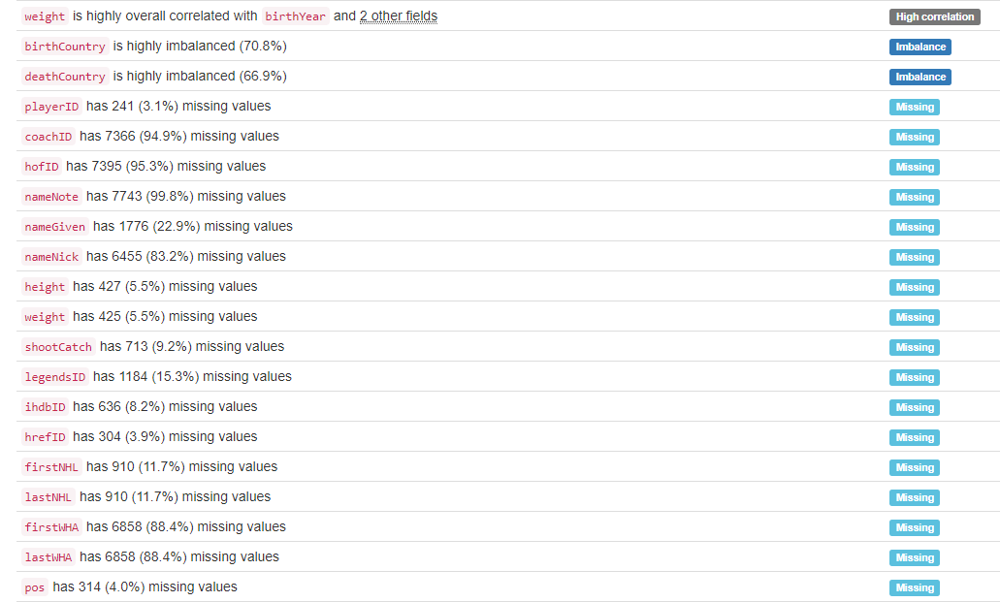 weight is highly overall correlated with birthYear and 2 other fields High correlation
birthCountry is highly imbalanced (70.8%) Imbalance
deathCountry is highly imbalanced (66.9%) Imbalance
playerID has 241 (3.1%) missing values Missing
coachID has 7366 (94.9%) missing values Missing
hofID has 7395 (95.3%) missing values Missing
nameNote has 7743 (99.8%) missing values Missing
nameGiven has 1776 (22.9%) missing values Missing
nameNick has 6455 (83.2%) missing values Missing
height has 427 (5.5%) missing values Missing
weight has 425 (5.5%) missing values Missing
shootCatch has 713 (9.2%) missing values Missing
legendsID has 1184 (15.3%) missing values Missing
ihdbID has 636 (8.2%) missing values Missing
hrefID has 304 (3.9%) missing values Missing
firstNHL has 910 (11.7%) missing values Missing
lastNHL has 910 (11.7%) missing values Missing
firstWHA has 6858 (88.4%) missing values Missing
lastWHA has 6858 (88.4%) missing values Missing
pos has 314 (4.0%) missing values Missing